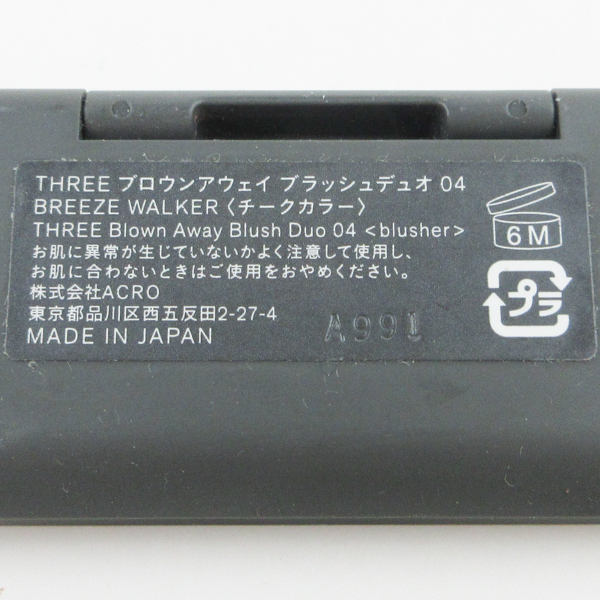 THREE ブロウンアウェイ ブラッシュデュオ 04
BREEZE WALKER〈チークカラー〉
THREE Blown Away Blush Duo 04 <blusher>
お肌に異常が生じていないかよく注意して使用し、
お肌に合わないときはご使用をおやめください。
株式会社ACRO
東京都品川区西五反田2-27-4
MADE IN JAPAN
A991
6M
プラ